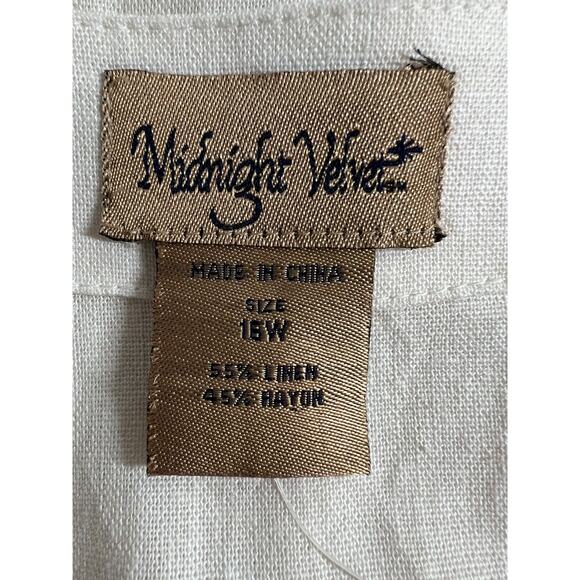 Midnight Velvet
MADE IN CHINA
SIZE
16W
55% LINEN
45% RAYON